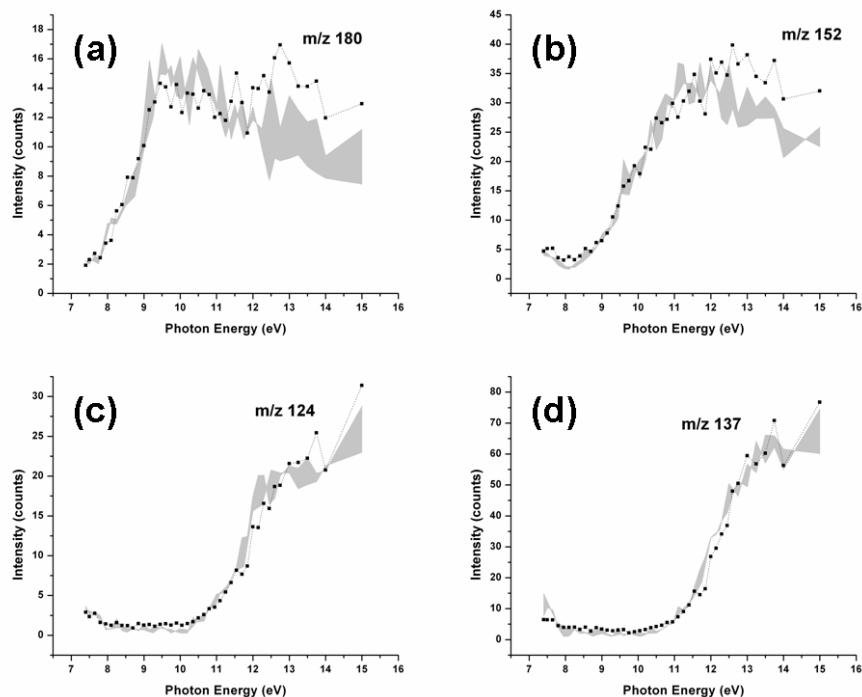 (a)
m/z 180
18
16
14
12
10
8
6
4
2
0
Intensity (counts)
7 8 9 10 11 12 13 14 15 16
Photon Energy (eV)
(b)
m/z 152
45
40
35
30
25
20
15
10
5
0
Intensity (counts)
7 8 9 10 11 12 13 14 15 16
Photon Energy (eV)
(c)
m/z 124
30
25
20
15
10
5
0
Intensity (counts)
7 8 9 10 11 12 13 14 15 16
Photon Energy (eV)
(d)
m/z 137
80
70
60
50
40
30
20
10
0
Intensity (counts)
7 8 9 10 11 12 13 14 15 16
Photon Energy (eV)